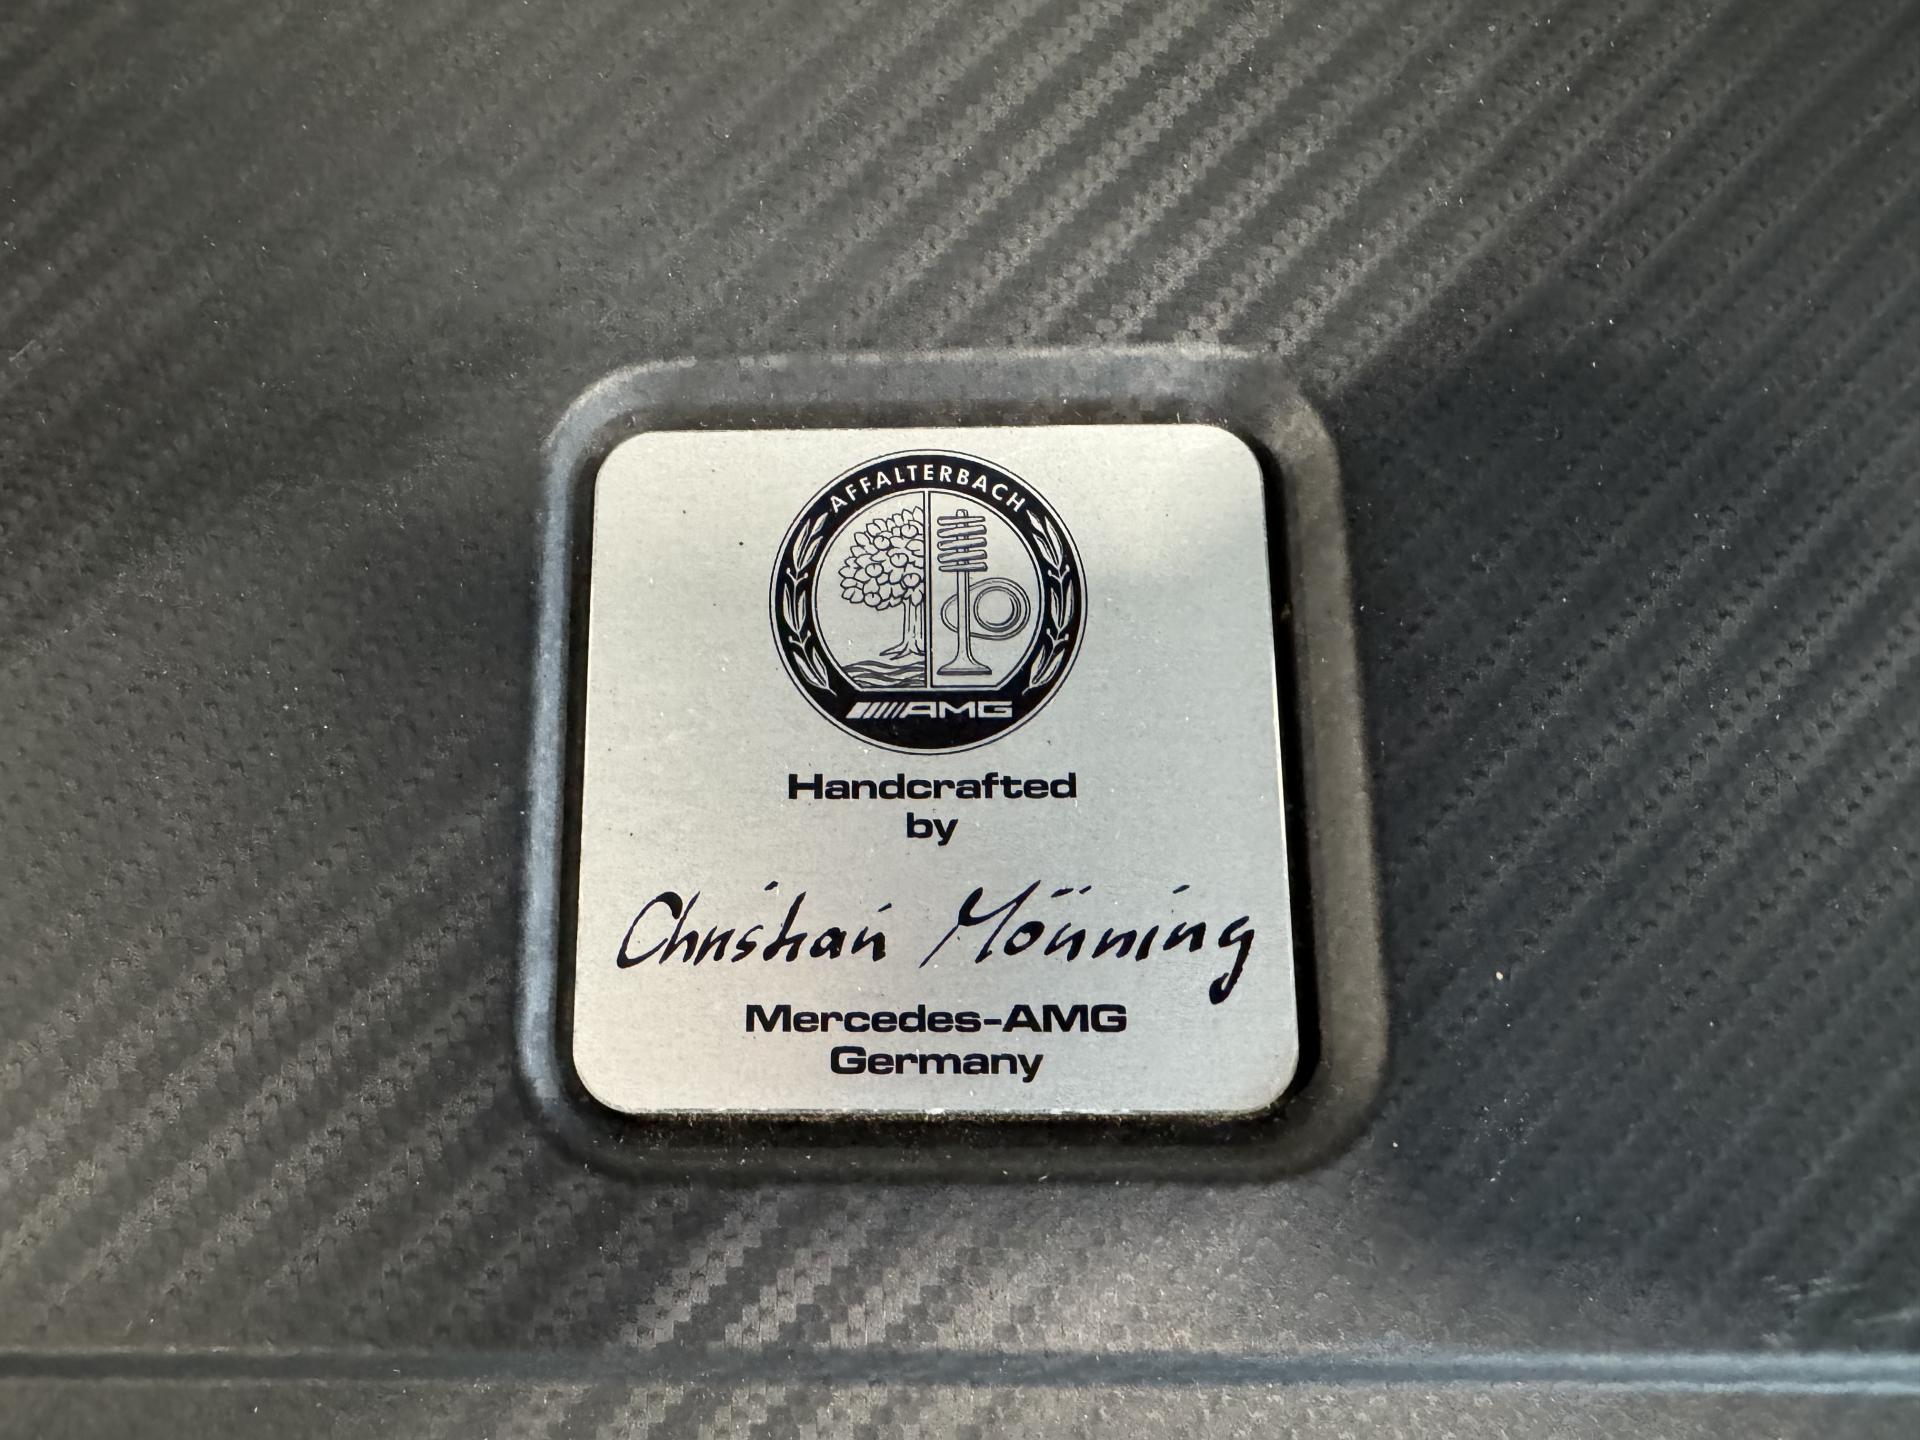 AFFALTERBACH
AMG
Handcrafted
by
Christian Mönning
Mercedes-AMG
Germany